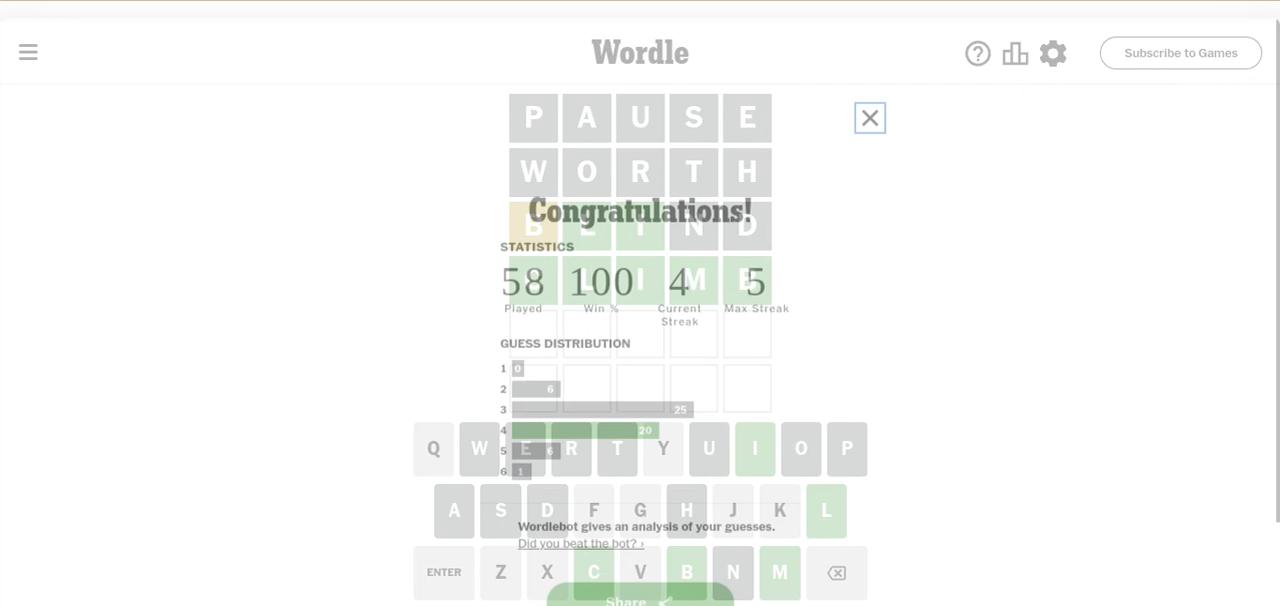 Wordle
Subscribe to Games
P A U S E
W O R T H
B L I N D
C L I M B
Congratulations!
STATISTICS
58 100 4 5
Played Win % Current Streak Max Streak
GUESS DISTRIBUTION
1 0
2 6
3 25
4 20
5 6
6 1
Q W E R T Y U I O P
A S D F G H J K L
Wordlebot gives an analysis of your guesses.
Did you beat the bot? ›
ENTER Z X C V B N M
Share